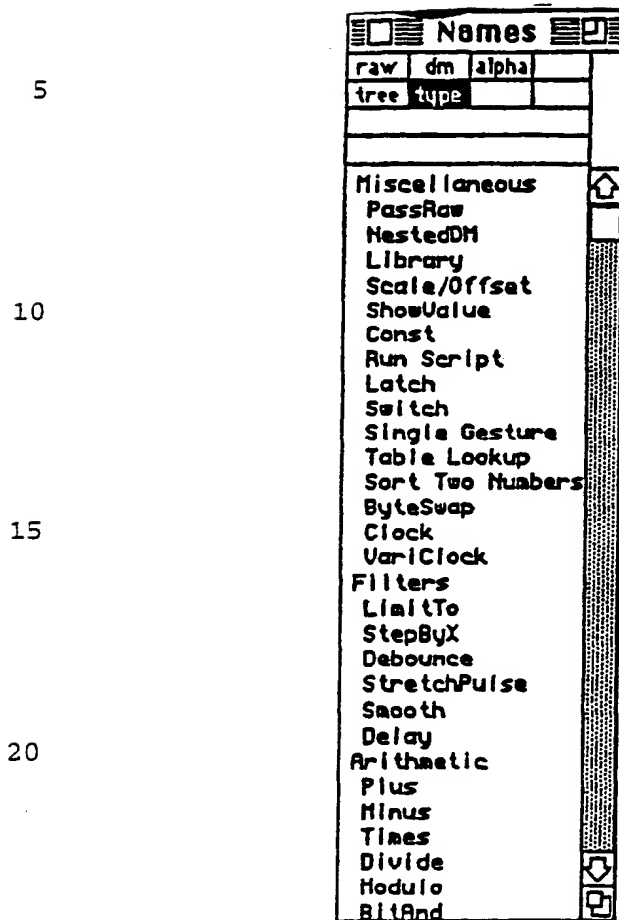 Names
raw dm alpha
5
tree type
Miscellaneous
PassRaw
NestedDM
Library
Scale/Offset
10
ShowValue
Const
Run Script
Latch
Switch
Single Gesture
Table Lookup
Sort Two Numbers
ByteSwap
15
Clock
VariClock
Filters
LimitTo
StepByX
Debounce
StretchPulse
Smooth
Delay
20
Arithmetic
Plus
Minus
Times
Divide
Modulo
BitAnd